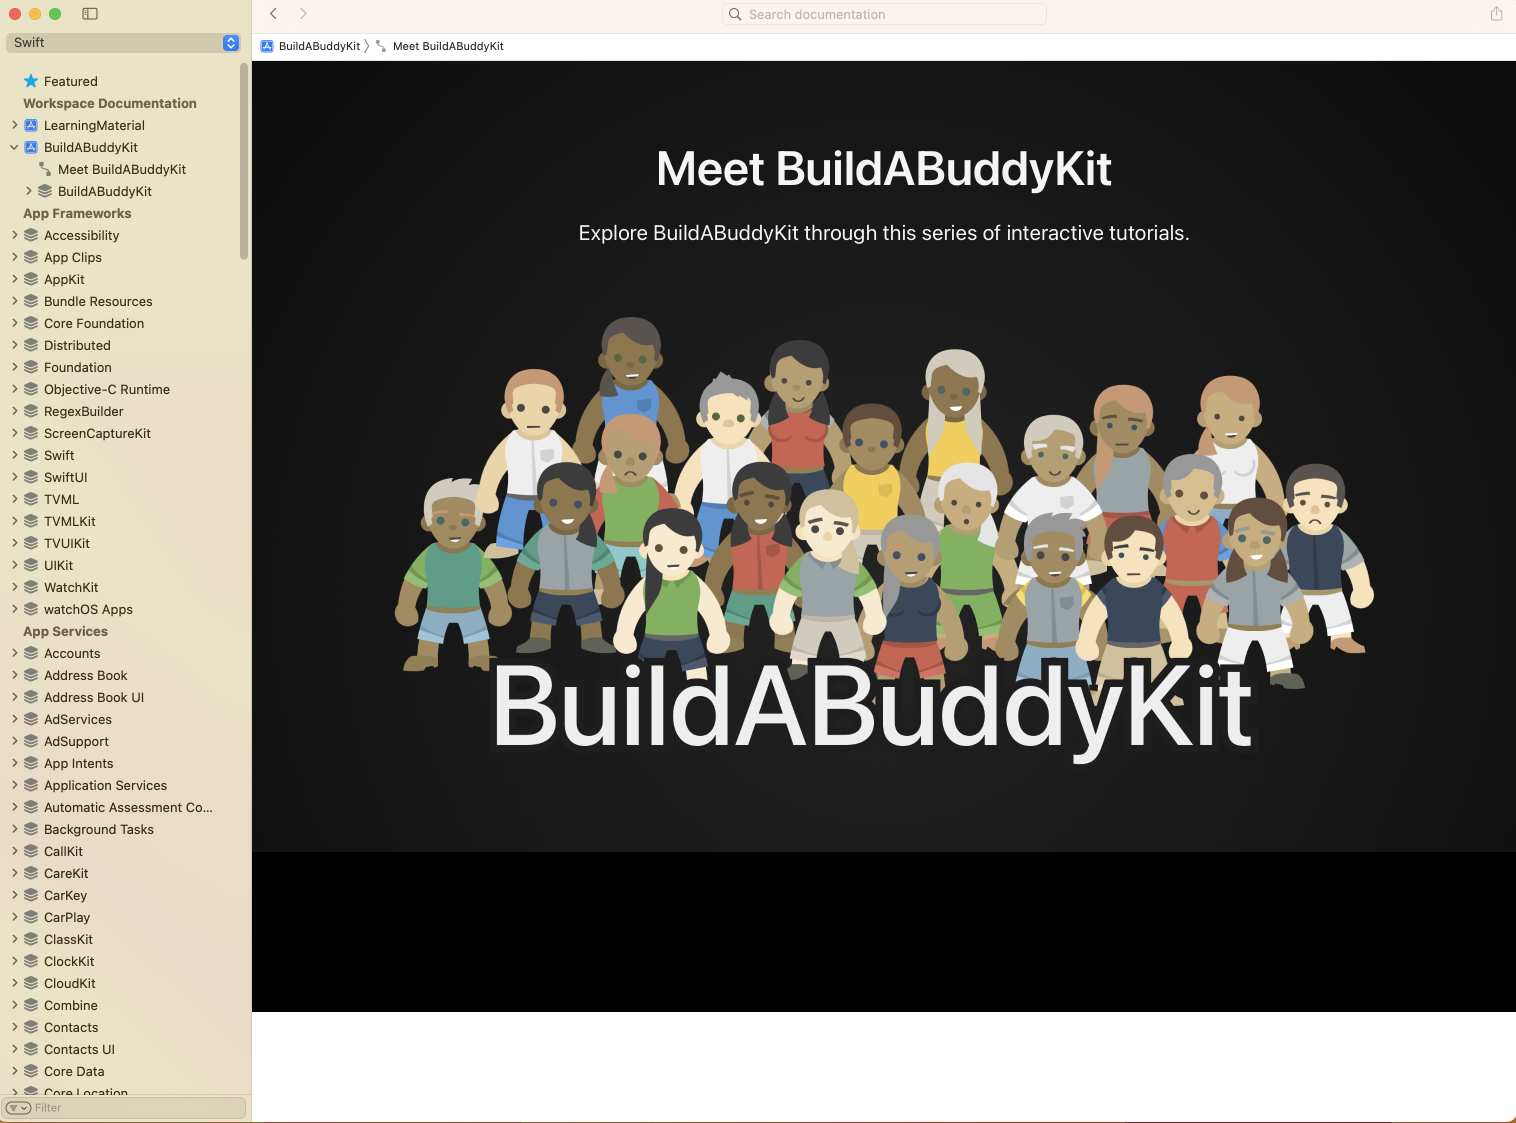 Swift
Featured
Workspace Documentation
LearningMaterial
BuildABuddyKit
Meet BuildABuddyKit
BuildABuddyKit
App Frameworks
Accessibility
App Clips
AppKit
Bundle Resources
Core Foundation
Distributed
Foundation
Objective-C Runtime
RegexBuilder
ScreenCaptureKit
Swift
SwiftUI
TVML
TVMLKit
TVUIKit
UIKit
WatchKit
watchOS Apps
App Services
Accounts
Address Book
Address Book UI
AdServices
AdSupport
App Intents
Application Services
Automatic Assessment Co...
Background Tasks
CallKit
CareKit
CarKey
CarPlay
ClassKit
ClockKit
CloudKit
Combine
Contacts
Contacts UI
Core Data
Core Location
Filter
Search documentation
BuildABuddyKit Meet BuildABuddyKit
Meet BuildABuddyKit
Explore BuildABuddyKit through this series of interactive tutorials.
BuildABuddyKit